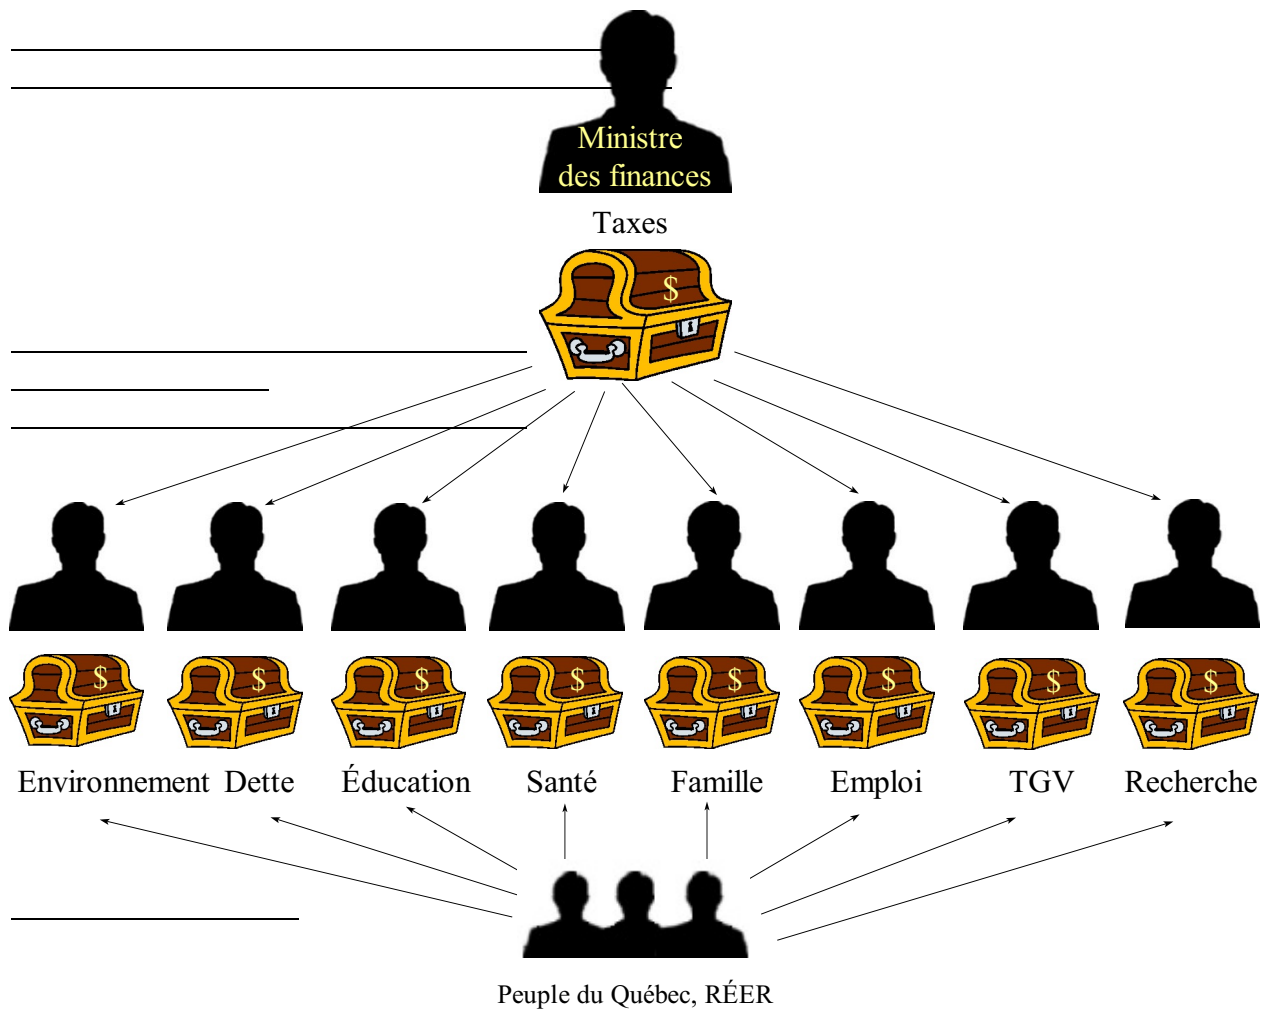 Ministre
des finances
Taxes
$
$ $ $ $ $ $ $ $
Environnement Dette Éducation Santé Famille Emploi TGV Recherche
Peuple du Québec, RÉER